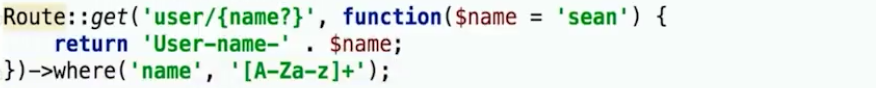 Route::get('user/{name?}', function($name = 'sean') {
    return 'User-name-' . $name;
})->where('name', '[A-Za-z]+');